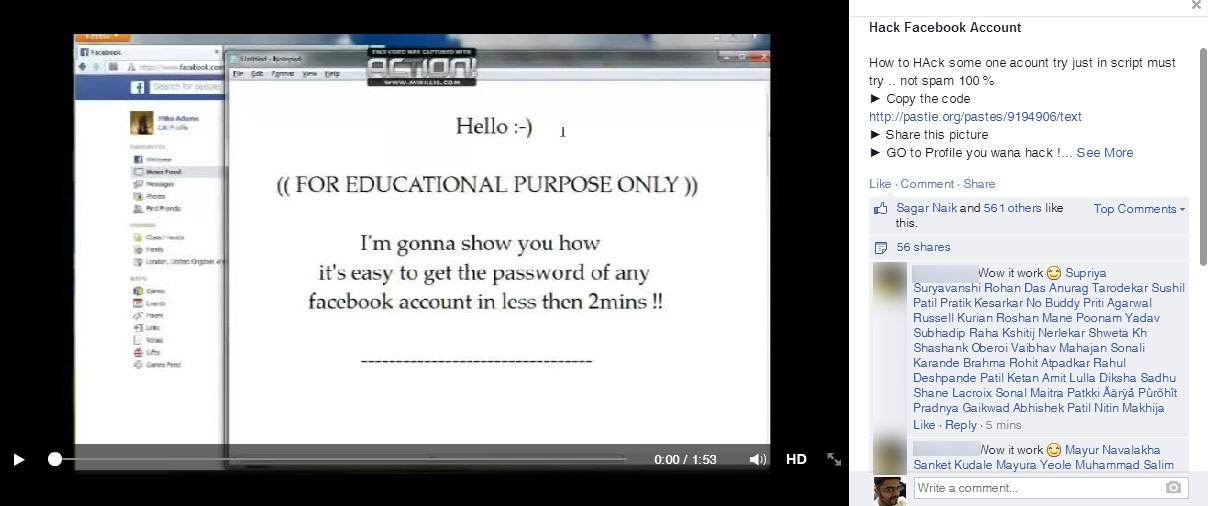 Facebook
https://www.facebook.com
Search for people
Mike Adams
Edit Profile
FAVORITES
Welcome
News Feed
Messages
Photos
Find Friends
Family
London, United Kingdom
APPS
Games
Events
Links
Notes
Gifts
Games Feed
Untitled - Notepad
File Edit Format View Help
THIS VIDEO WAS CAPTURED WITH
ACTION!
WWW.MIRILLIS.COM
Hello :-)
(( FOR EDUCATIONAL PURPOSE ONLY ))
I'm gonna show you how
it's easy to get the password of any
facebook account in less then 2mins !!
---------------------------------
0:00 / 1:53
HD
Hack Facebook Account
How to HAck some one acount try just in script must
try .. not spam 100 %
► Copy the code
http://pastie.org/pastes/9194906/text
► Share this picture
► GO to Profile you wana hack !... See More
Like · Comment · Share
Sagar Naik and 561 others like
this.
Top Comments
56 shares
Wow it work 😊 Supriya
Suryavanshi Rohan Das Anurag Tarodekar Sushil
Patil Pratik Kesarkar No Buddy Priti Agarwal
Russell Kurian Roshan Mane Poonam Yadav
Subhadip Raha Kshitij Nerlekar Shweta Kh
Shashank Oberoi Vaibhav Mahajan Sonali
Karande Brahma Rohit Atpadkar Rahul
Deshpande Patil Ketan Amit Lulla Diksha Sadhu
Shane Lacroix Sonal Maitra Patkki Äärÿå Pûrõhît
Pradnya Gaikwad Abhishek Patil Nitin Makhija
Like · Reply · 5 mins
Wow it work 😊 Mayur Navalakha
Sanket Kudale Mayura Yeole Muhammad Salim
Write a comment...